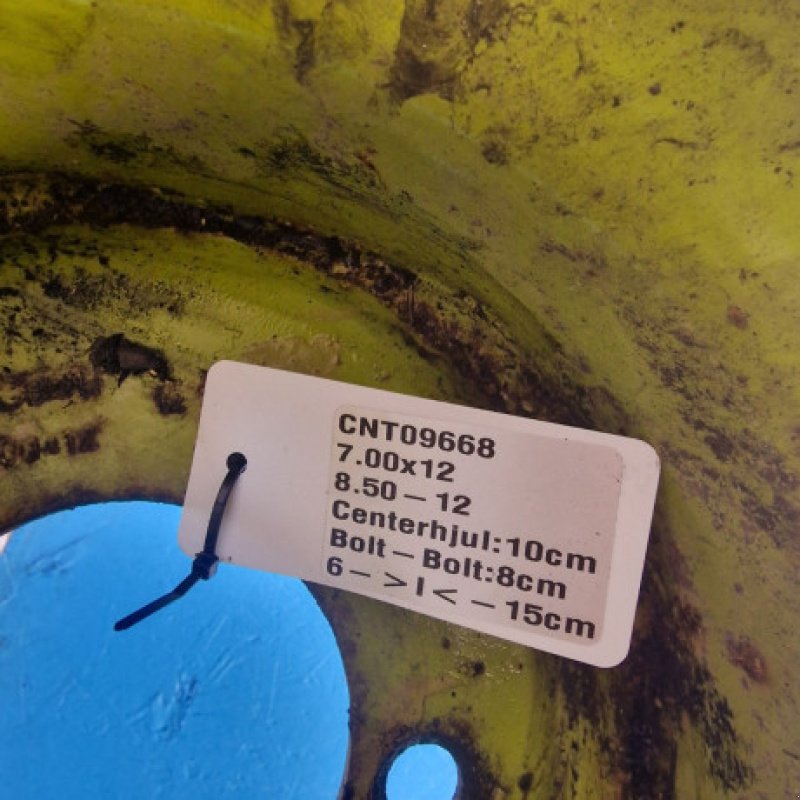 CNT09668
7.00x12
8.50 – 12
Centerhjul:10cm
Bolt – Bolt:8cm
6 – > I < – 15cm